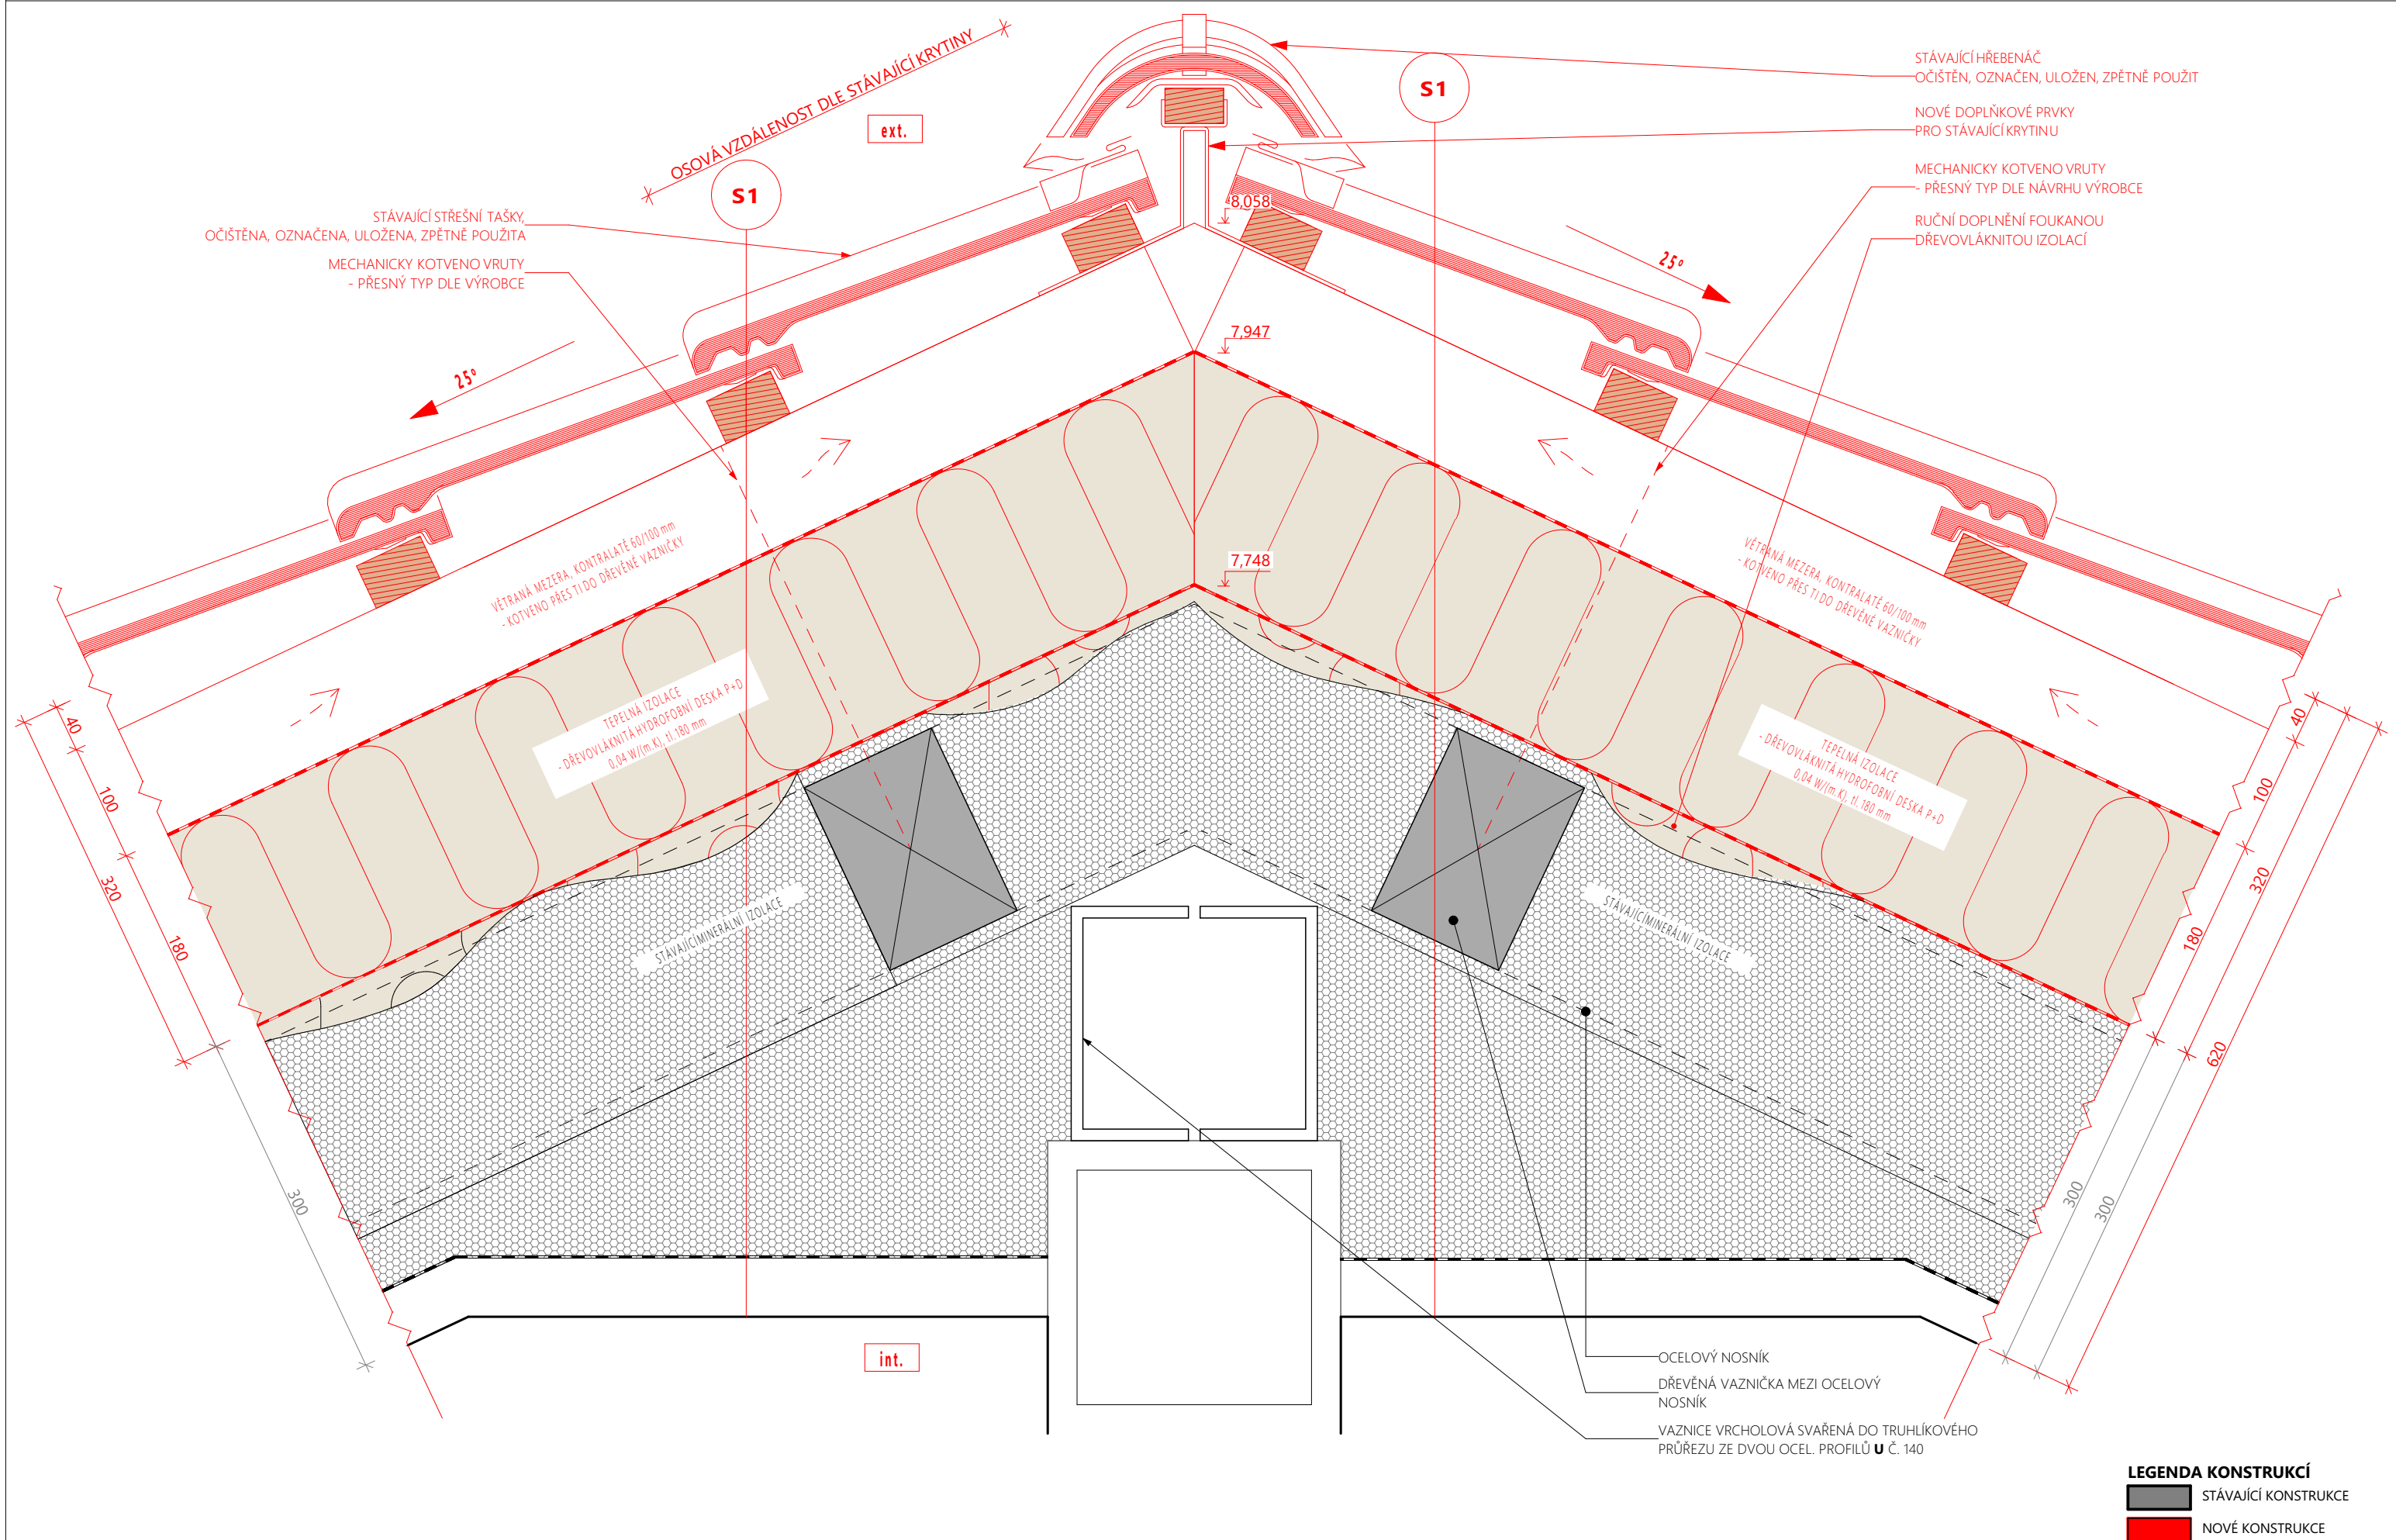 OSOVÁ VZDÁLENOST DLE STÁVAJÍCÍ KRYTINY
ext.
S1
S1
STÁVAJÍCÍ HŘEBENÁČ
OČIŠTĚN, OZNAČEN, ULOŽEN, ZPĚTNĚ POUŽIT
NOVÉ DOPLŇKOVÉ PRVKY
PRO STÁVAJÍCÍ KRYTINU
MECHANICKY KOTVENO VRUTY
- PŘESNÝ TYP DLE NÁVRHU VÝROBCE
RUČNÍ DOPLNĚNÍ FOUKANOU
DŘEVOVLÁKNITOU IZOLACÍ
STÁVAJÍCÍ STŘEŠNÍ TAŠKY,
OČIŠTĚNA, OZNAČENA, ULOŽENA, ZPĚTNĚ POUŽITA
MECHANICKY KOTVENO VRUTY
- PŘESNÝ TYP DLE VÝROBCE
8,058
25°
25°
7,947
7,748
VĚTRANÁ MEZERA, KONTRALATĚ 60/100 mm
- KOTVENO PŘES TI DO DŘEVĚNÉ VAZNIČKY
VĚTRANÁ MEZERA, KONTRALATĚ 60/100 mm
- KOTVENO PŘES TI DO DŘEVĚNÉ VAZNIČKY
TEPELNÁ IZOLACE
- DŘEVOVLÁKNITÁ HYDROFOBNÍ DESKA P+D
0,04 W/(m.K), tl. 180 mm
TEPELNÁ IZOLACE
- DŘEVOVLÁKNITÁ HYDROFOBNÍ DESKA P+D
0,04 W/(m.K), tl. 180 mm
40
100
320
180
300
STÁVAJÍCÍ MINERÁLNÍ IZOLACE
STÁVAJÍCÍ MINERÁLNÍ IZOLACE
40
100
320
180
620
300
300
int.
OCELOVÝ NOSNÍK
DŘEVĚNÁ VAZNIČKA MEZI OCELOVÝ
NOSNÍK
VAZNICE VRCHOLOVÁ SVAŘENÁ DO TRUHLÍKOVÉHO
PRŮŘEZU ZE DVOU OCEL. PROFILŮ U Č. 140
LEGENDA KONSTRUKCÍ
STÁVAJÍCÍ KONSTRUKCE
NOVÉ KONSTRUKCE